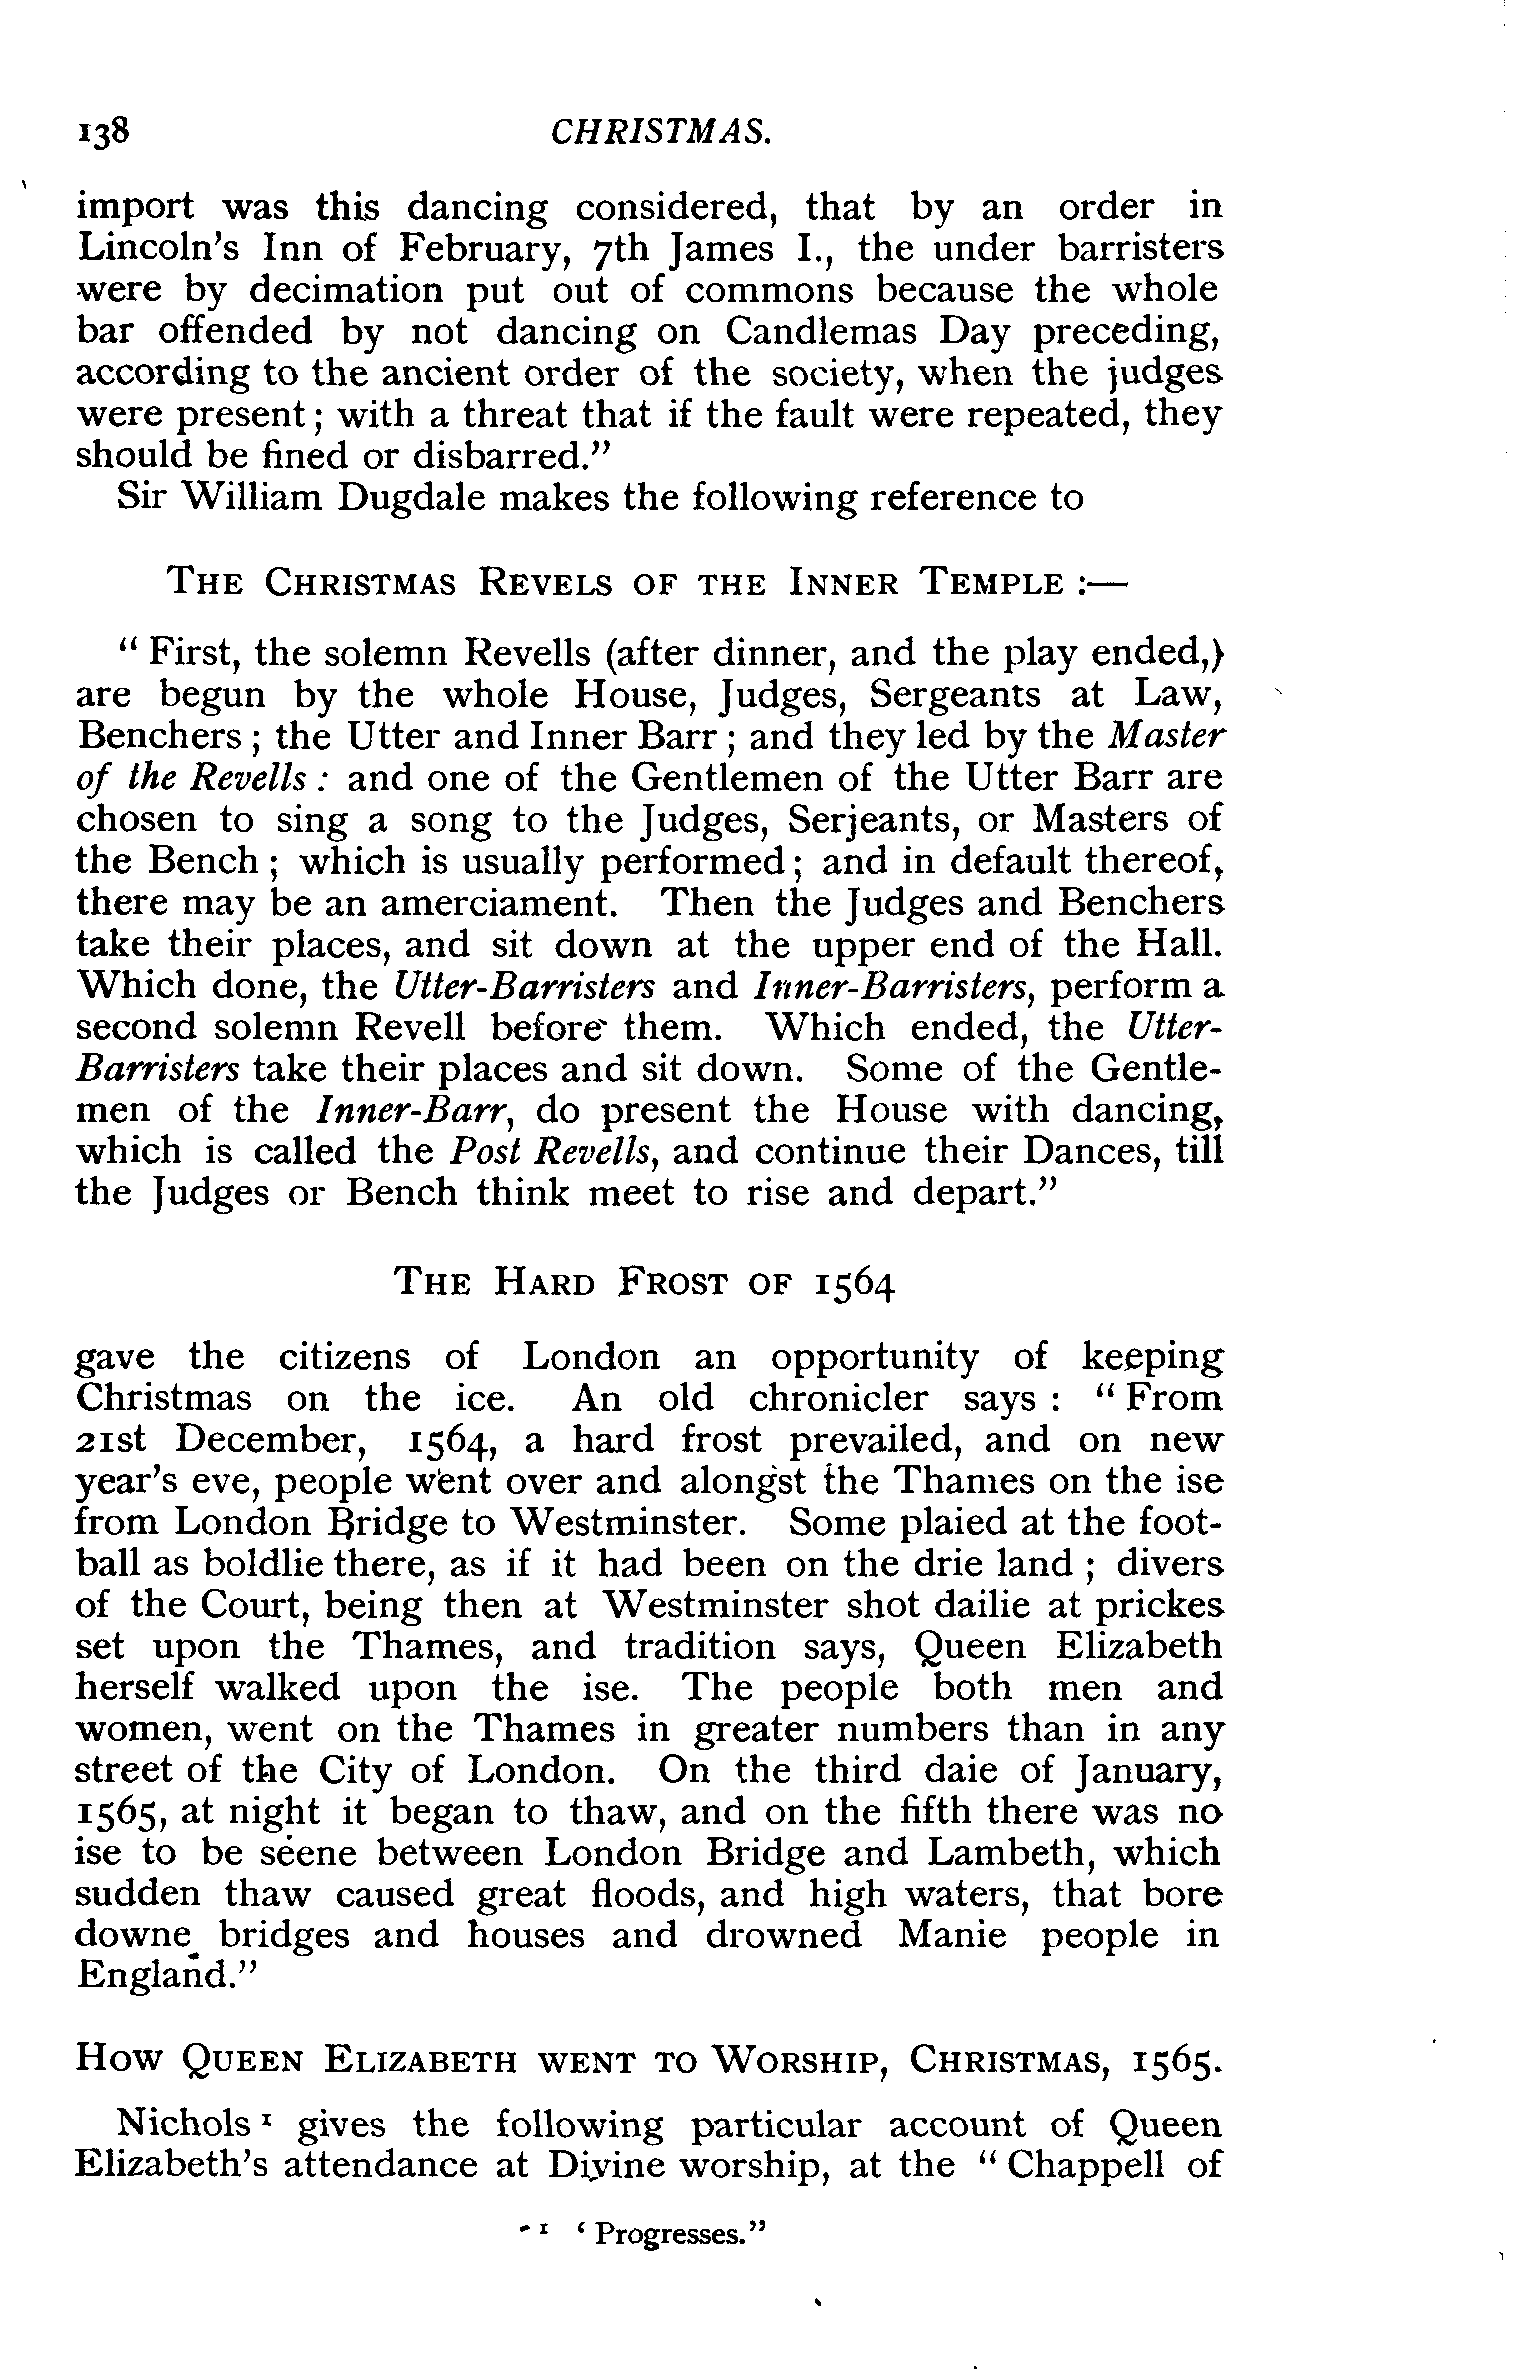 138 CHRISTMAS.
import was this dancing considered, that by an order in
Lincoln's Inn of February, 7th James I., the under barristers
were by decimation put out of commons because the whole
bar offended by not dancing on Candlemas Day preceding,
according to the ancient order of the society, when the judges
were present; with a threat that if the fault were repeated, they
should be fined or disbarred."
Sir William Dugdale makes the following reference to
THE CHRISTMAS REVELS OF THE INNER TEMPLE :—
" First, the solemn Revells (after dinner, and the play ended,)
are begun by the whole House, Judges, Sergeants at Law,
Benchers ; the Utter and Inner Barr ; and they led by the Master
of the Revells : and one of the Gentlemen of the Utter Barr are
chosen to sing a song to the Judges, Serjeants, or Masters of
the Bench ; which is usually performed ; and in default thereof,
there may be an amerciament. Then the Judges and Benchers
take their places, and sit down at the upper end of the Hall.
Which done, the Utter-Barristers and Inner-Barristers, perform a
second solemn Revell before them. Which ended, the Utter-
Barristers take their places and sit down. Some of the Gentle-
men of the Inner-Barr, do present the House with dancing,
which is called the Post Revells, and continue their Dances, till
the Judges or Bench think meet to rise and depart."
THE HARD FROST OF 1564
gave the citizens of London an opportunity of keeping
Christmas on the ice. An old chronicler says : " From
21st December, 1564, a hard frost prevailed, and on new
year's eve, people went over and alongst the Thames on the ise
from London Bridge to Westminster. Some plaied at the foot-
ball as boldlie there, as if it had been on the drie land ; divers
of the Court, being then at Westminster shot dailie at prickes
set upon the Thames, and tradition says, Queen Elizabeth
herself walked upon the ise. The people both men and
women, went on the Thames in greater numbers than in any
street of the City of London. On the third daie of January,
1565, at night it began to thaw, and on the fifth there was no
ise to be seene between London Bridge and Lambeth, which
sudden thaw caused great floods, and high waters, that bore
downe bridges and houses and drowned Manie people in
England."
HOW QUEEN ELIZABETH WENT TO WORSHIP, CHRISTMAS, 1565.
Nichols 1 gives the following particular account of Queen
Elizabeth's attendance at Divine worship, at the " Chappell of
1 ' Progresses."